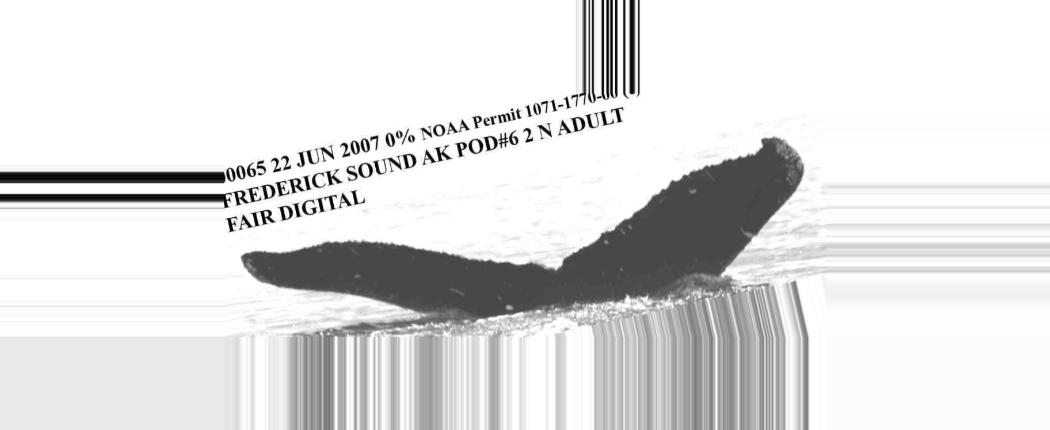 0065 22 JUN 2007 0% NOAA Permit 1071-1770-00
FREDERICK SOUND AK POD#6 2 N ADULT
FAIR DIGITAL